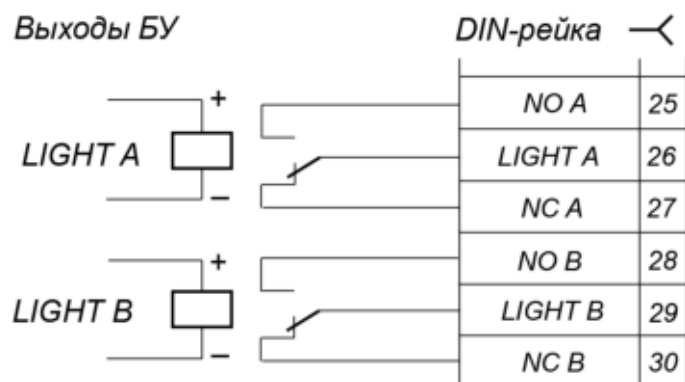 Выходы БУ
DIN-рейка
+
NO A 25
LIGHT A
LIGHT A 26
–
NC A 27
+
NO B 28
LIGHT B
LIGHT B 29
–
NC B 30